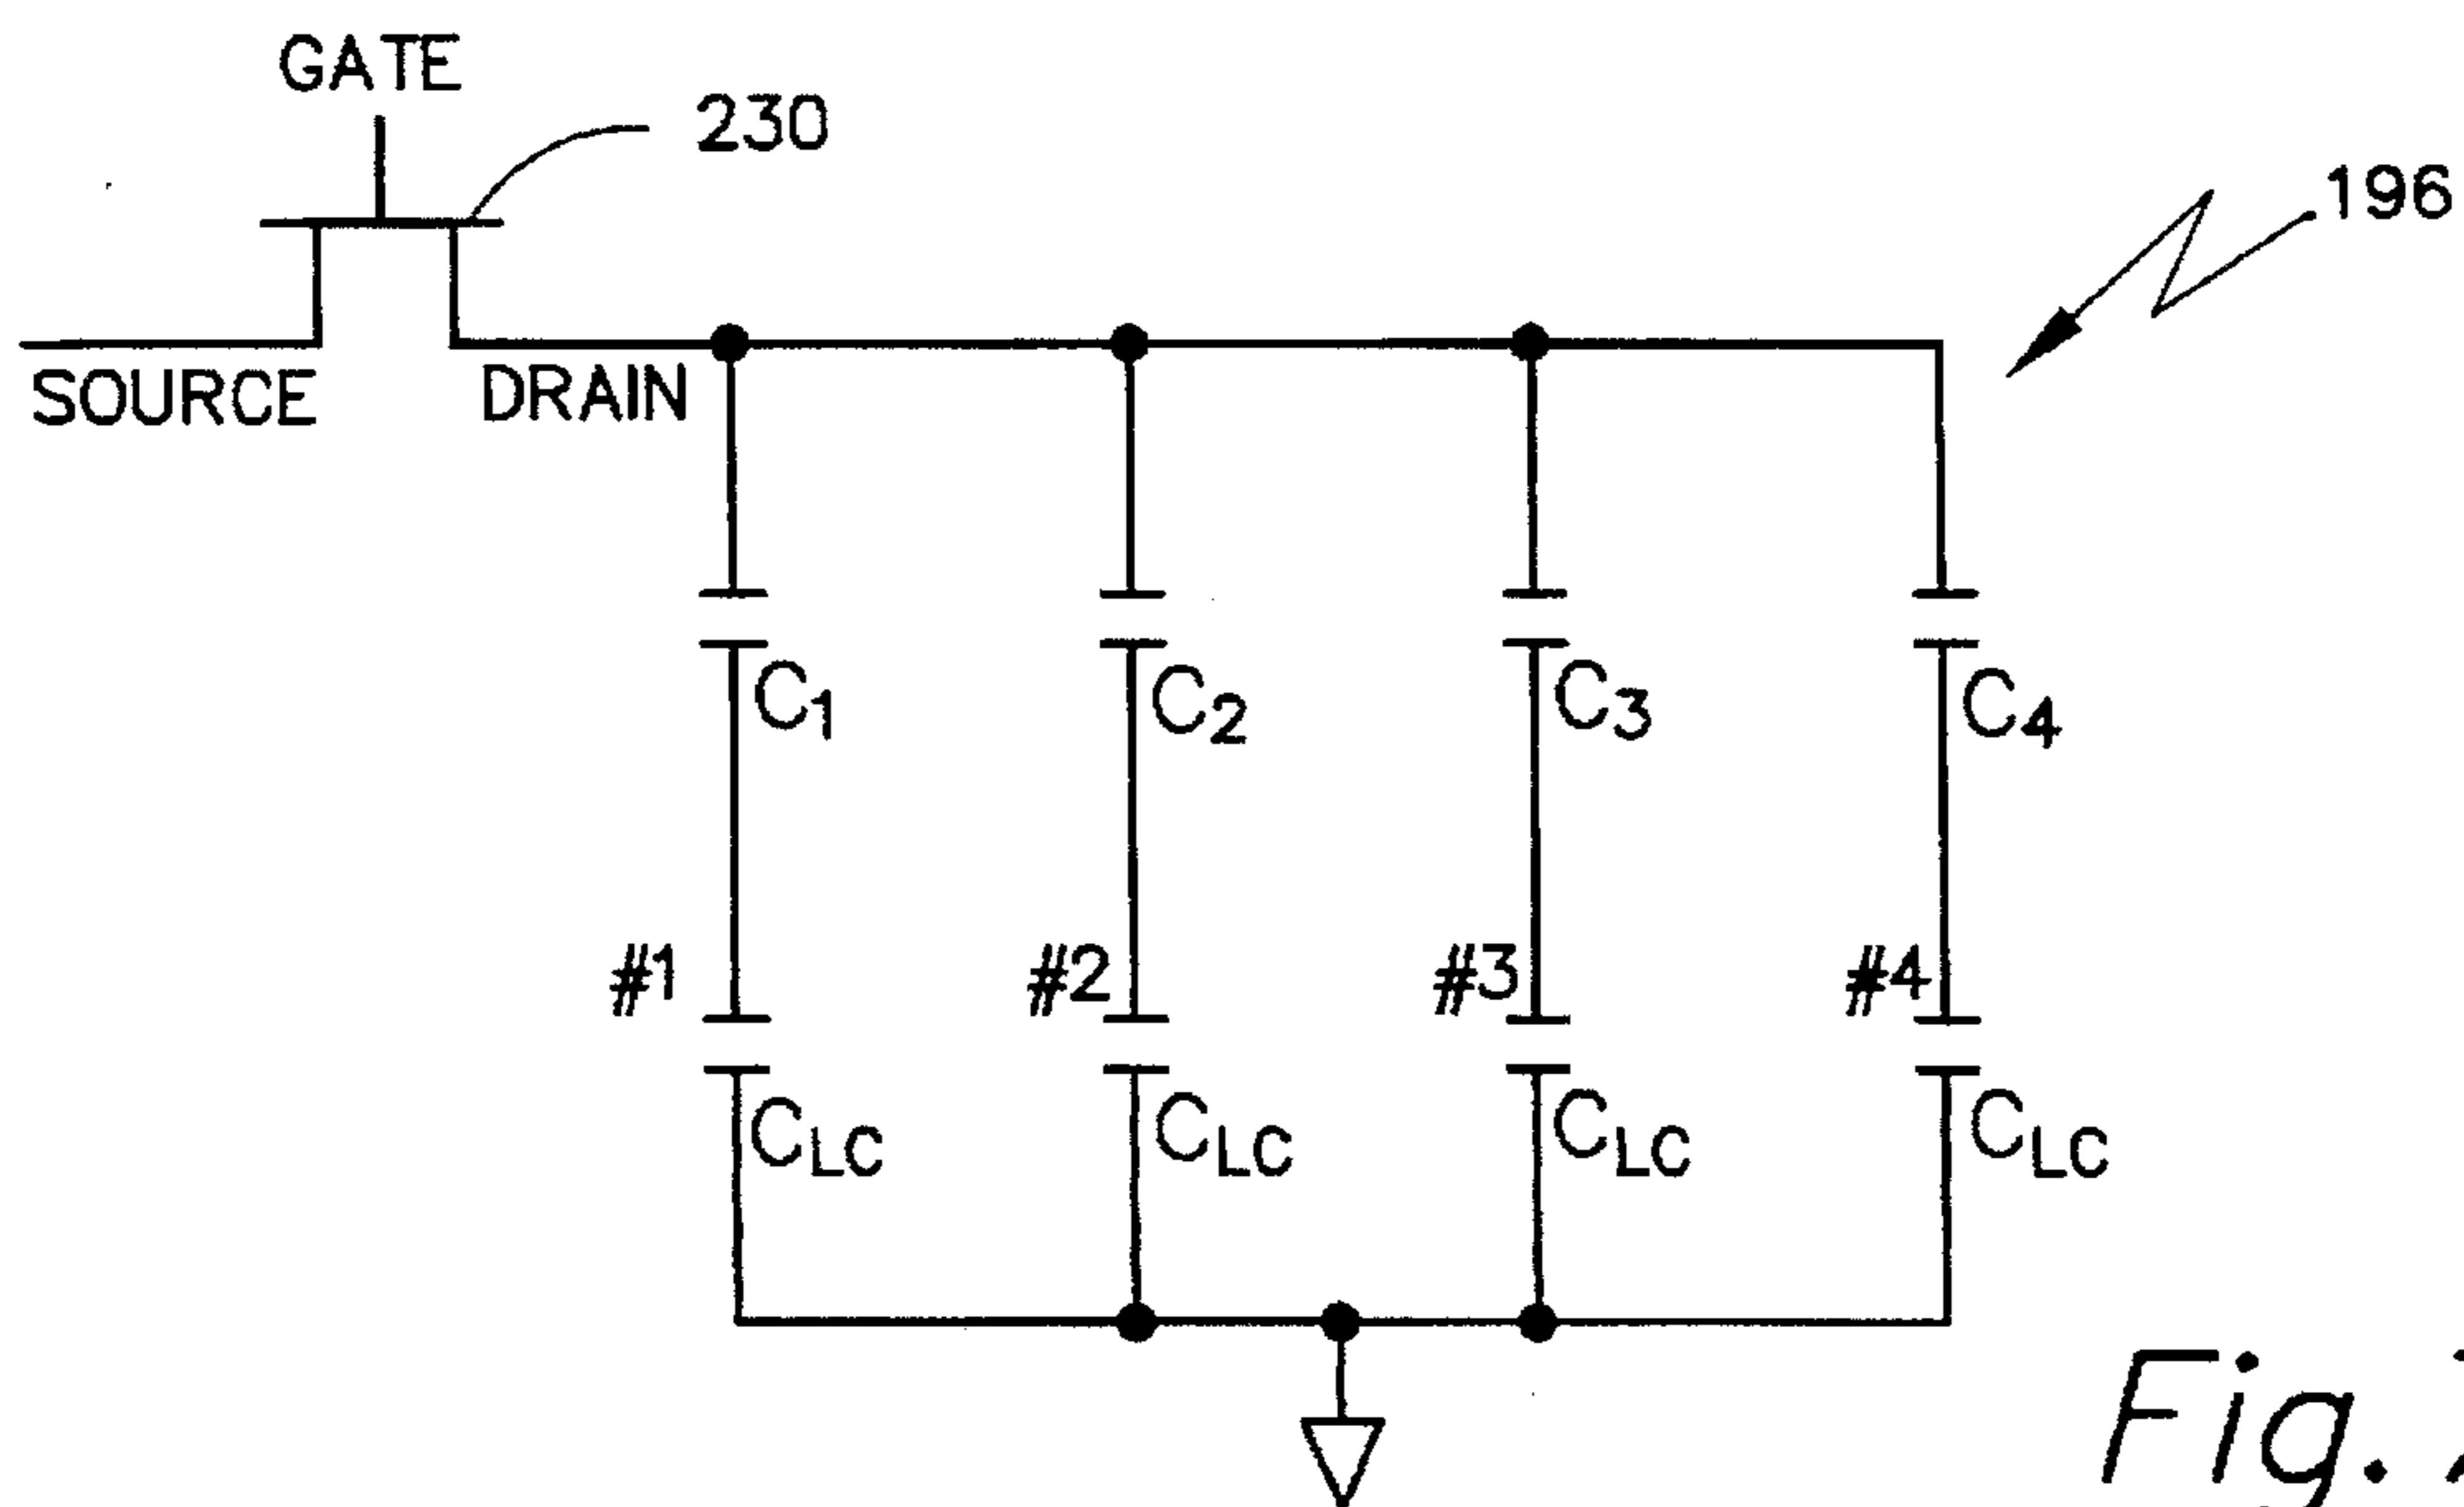 GATE
230
196
SOURCE
DRAIN
C1
C2
C3
C4
#1
#2
#3
#4
CLC
CLC
CLC
CLC
Fig.